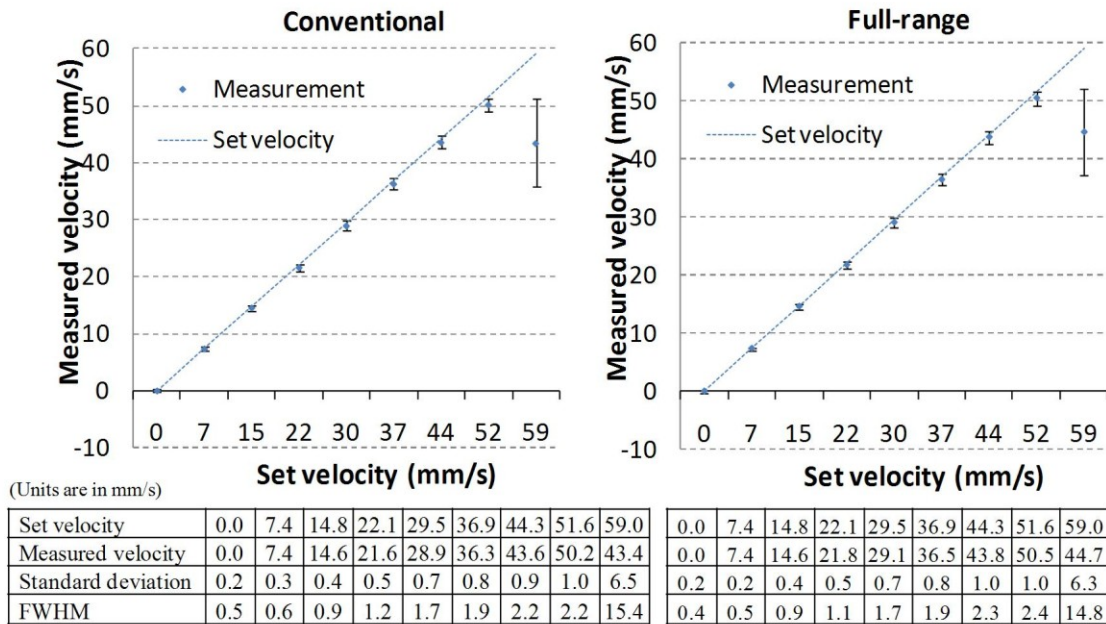 Conventional
Measured velocity (mm/s)
60
50
40
30
20
10
0
-10
Measurement
Set velocity
0 7 15 22 30 37 44 52 59
Set velocity (mm/s)
Full-range
Measured velocity (mm/s)
60
50
40
30
20
10
0
-10
Measurement
Set velocity
0 7 15 22 30 37 44 52 59
Set velocity (mm/s)
(Units are in mm/s)
Set velocity 0.0 7.4 14.8 22.1 29.5 36.9 44.3 51.6 59.0
Measured velocity 0.0 7.4 14.6 21.6 28.9 36.3 43.6 50.2 43.4
Standard deviation 0.2 0.3 0.4 0.5 0.7 0.8 0.9 1.0 6.5
FWHM 0.5 0.6 0.9 1.2 1.7 1.9 2.2 2.2 15.4
0.0 7.4 14.8 22.1 29.5 36.9 44.3 51.6 59.0
0.0 7.4 14.6 21.8 29.1 36.5 43.8 50.5 44.7
0.2 0.2 0.4 0.5 0.7 0.8 1.0 1.0 6.3
0.4 0.5 0.9 1.1 1.7 1.9 2.3 2.4 14.8